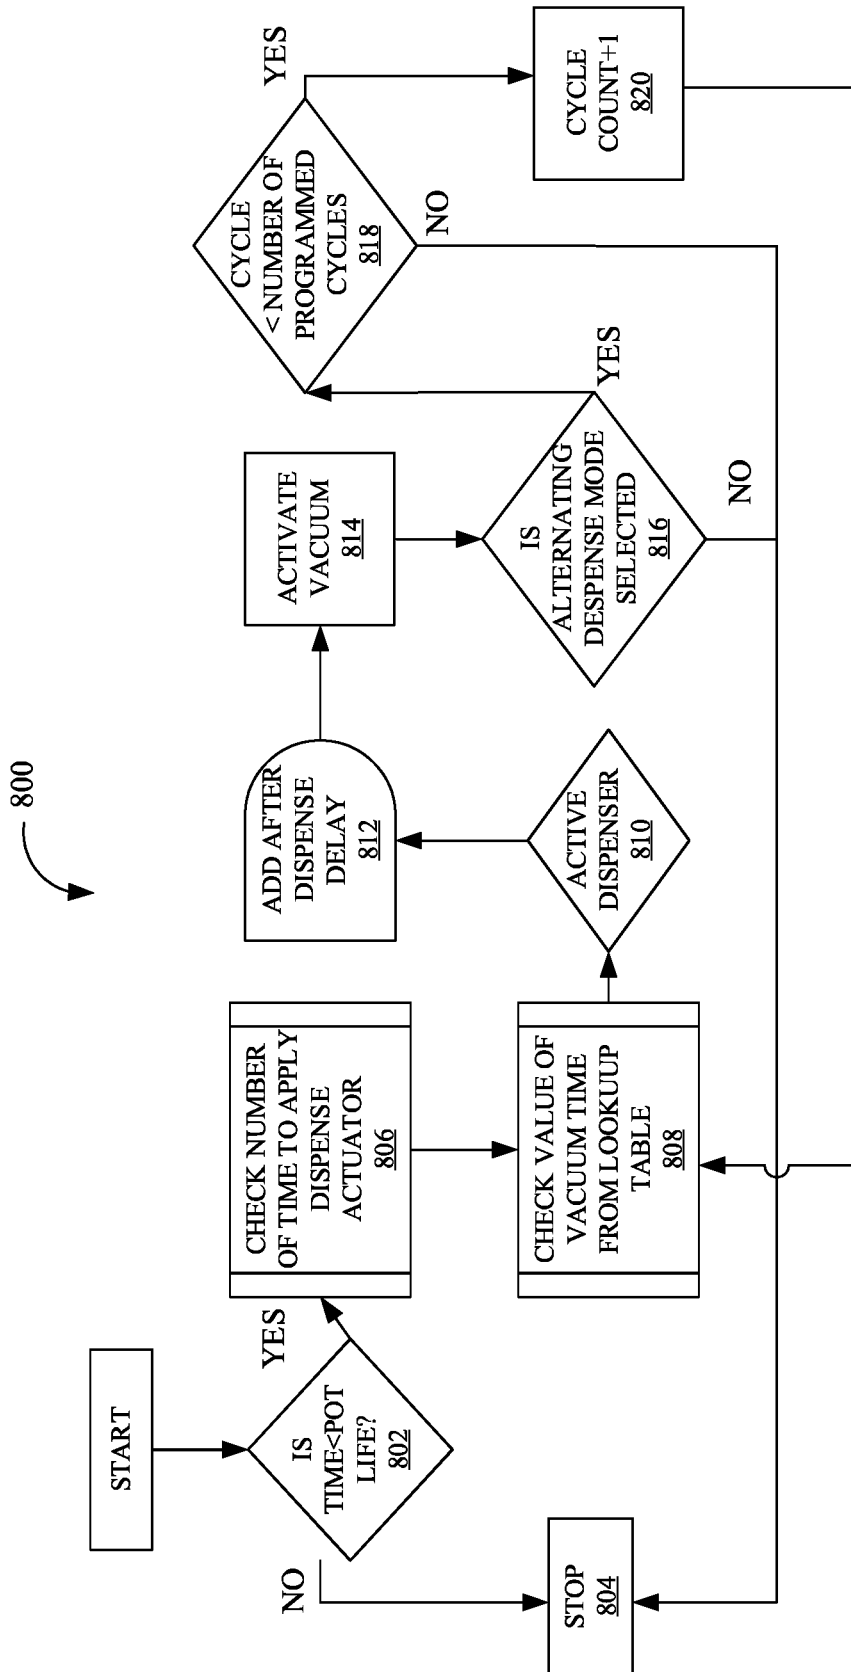 800
START
IS
TIME<POT
LIFE?
802
NO
YES
STOP
804
CHECK NUMBER
OF TIME TO APPLY
DISPENSE
ACTUATOR
806
CHECK VALUE OF
VACUUM TIME
FROM LOOKUUP
TABLE
808
ACTIVE
DISPENSER
810
ADD AFTER
DISPENSE
DELAY
812
ACTIVATE
VACUUM
814
IS
ALTERNATING
DESPENSE MODE
SELECTED
816
YES
NO
CYCLE
< NUMBER OF
PROGRAMMED
CYCLES
818
YES
NO
CYCLE
COUNT+1
820